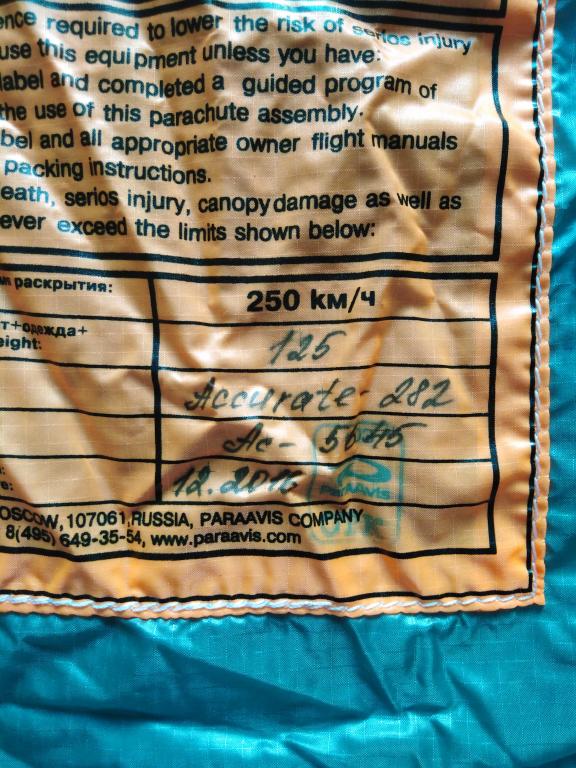 ence required to lower the risk of serios injury
use this equipment unless you have:
label and completed a guided program of
the use of this parachute assembly.
bel and all appropriate owner flight manuals
packing instructions.
eath, serios injury, canopy damage as well as
ever exceed the limits shown below:
раскрытия:
250 км/ч
т+одежда+
eight:
125
Accurate-282
Ac-5645
e:
12.2016
PARAAVIS
OSCOW, 107061, RUSSIA, PARAAVIS COMPANY
8(495) 649-35-54, www.paraavis.com